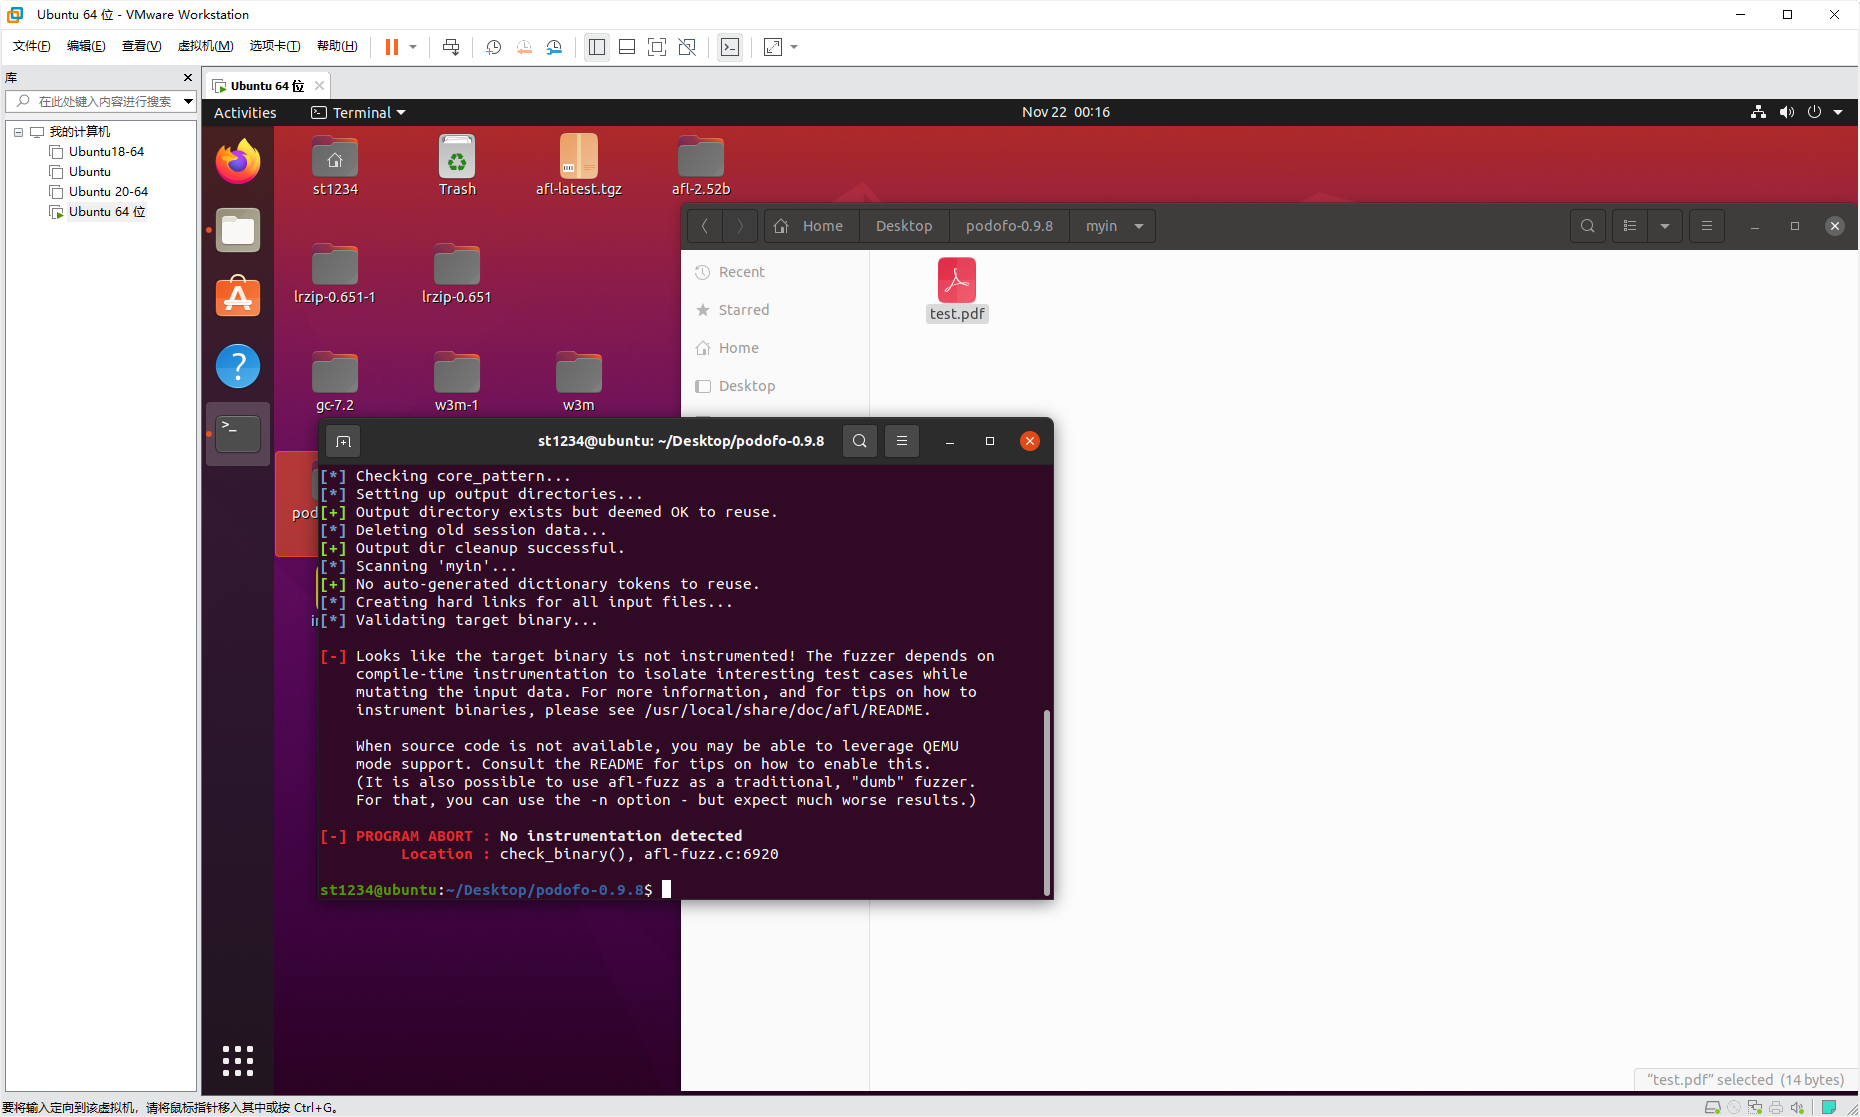 Ubuntu 64 位 - VMware Workstation
文件(F) 编辑(E) 查看(V) 虚拟机(M) 选项卡(T) 帮助(H)
库
在此处键入内容进行搜索
我的计算机
Ubuntu18-64
Ubuntu
Ubuntu 20-64
Ubuntu 64 位
Ubuntu 64 位
Activities Terminal Nov 22 00:16
st1234 Trash afl-latest.tgz afl-2.52b
lrzip-0.651-1 lrzip-0.651
gc-7.2 w3m-1 w3m
Home Desktop podofo-0.9.8 myin
Recent
Starred
Home
Desktop
test.pdf
"test.pdf" selected (14 bytes)
pod
st1234@ubuntu: ~/Desktop/podofo-0.9.8
[*] Checking core_pattern...
[*] Setting up output directories...
[+] Output directory exists but deemed OK to reuse.
[*] Deleting old session data...
[+] Output dir cleanup successful.
[*] Scanning 'myin'...
[+] No auto-generated dictionary tokens to reuse.
[*] Creating hard links for all input files...
[*] Validating target binary...
[-] Looks like the target binary is not instrumented! The fuzzer depends on
compile-time instrumentation to isolate interesting test cases while
mutating the input data. For more information, and for tips on how to
instrument binaries, please see /usr/local/share/doc/afl/README.
When source code is not available, you may be able to leverage QEMU
mode support. Consult the README for tips on how to enable this.
(It is also possible to use afl-fuzz as a traditional, "dumb" fuzzer.
For that, you can use the -n option - but expect much worse results.)
[-] PROGRAM ABORT : No instrumentation detected
Location : check_binary(), afl-fuzz.c:6920
st1234@ubuntu:~/Desktop/podofo-0.9.8$
要将输入定向到该虚拟机，请将鼠标指针移入其中或按 Ctrl+G。